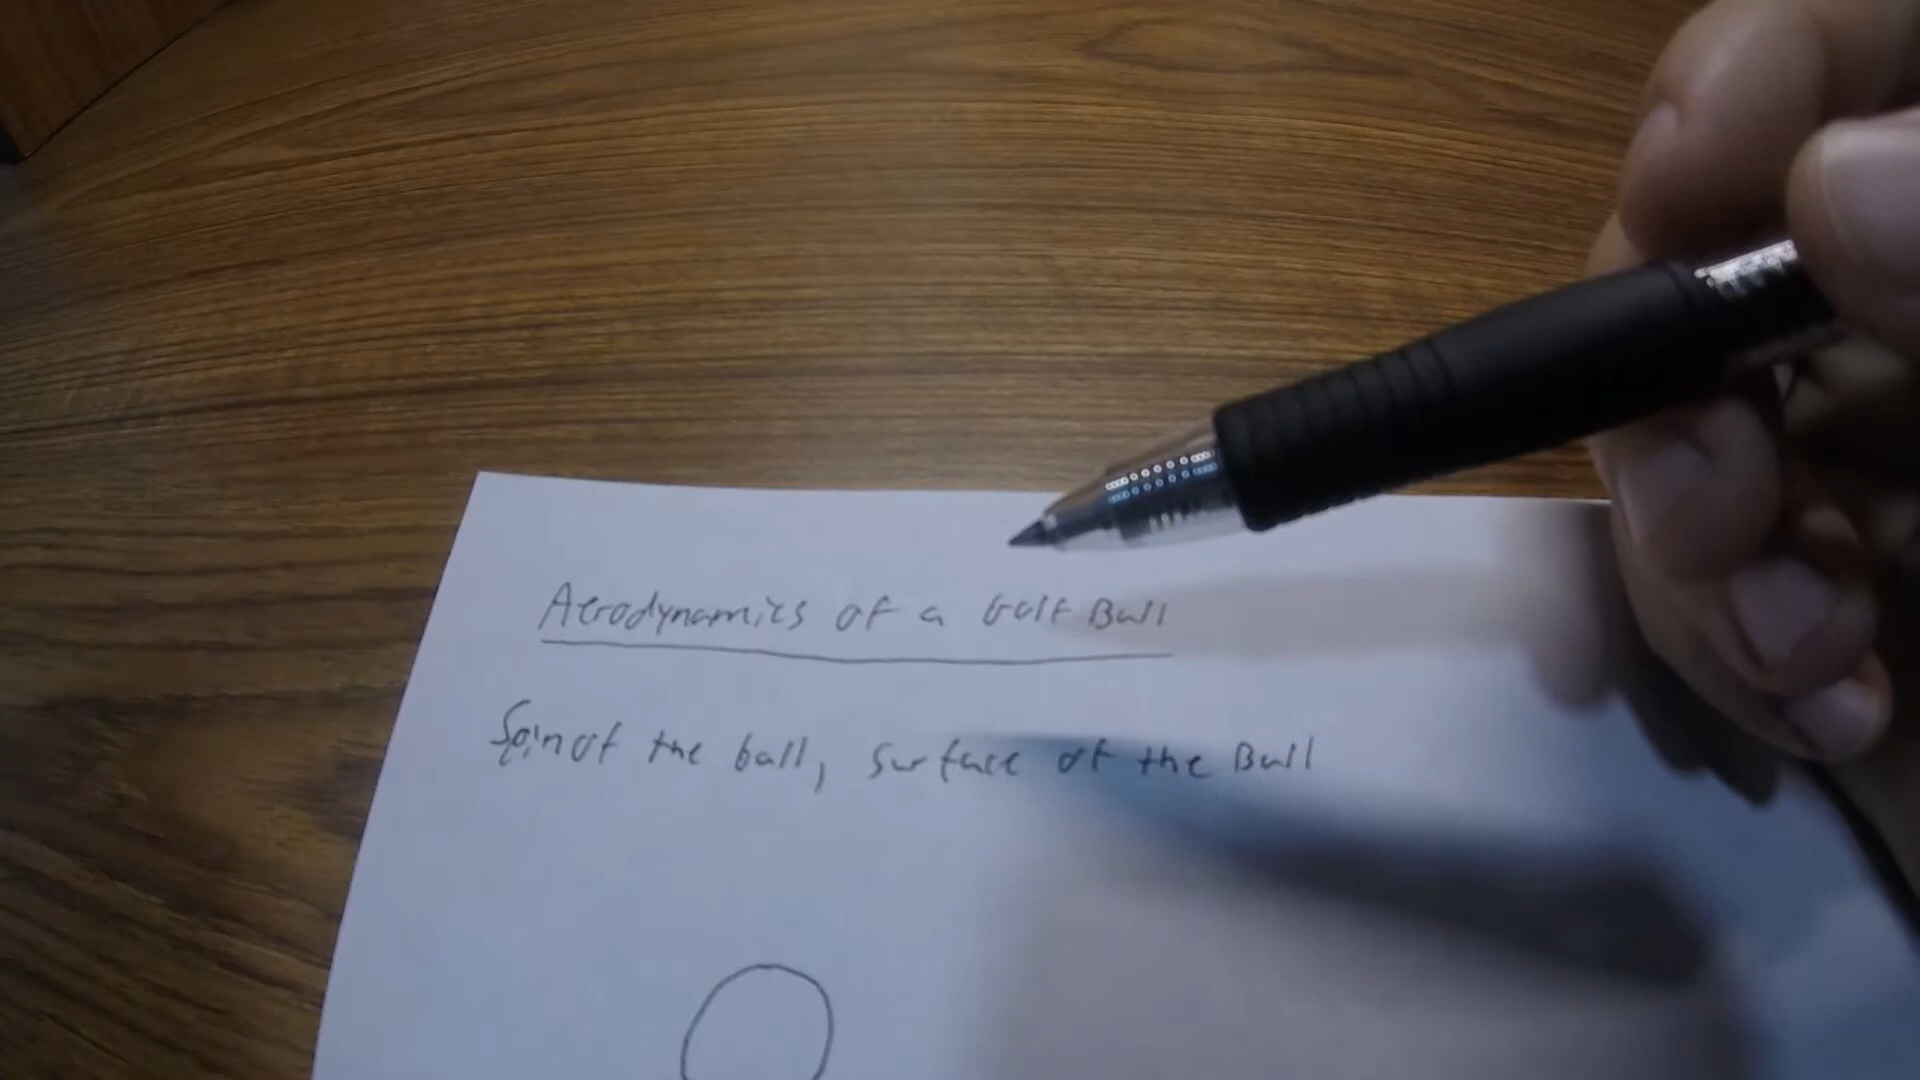 Aerodynamics of a Golf Ball
Spin of the ball, surface of the Ball